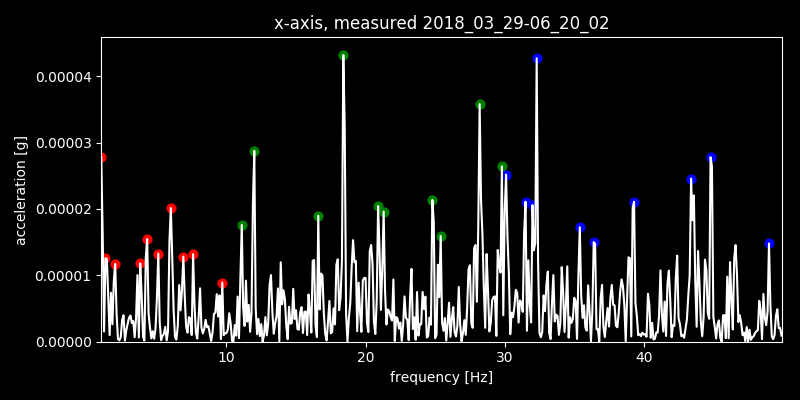 x-axis, measured 2018_03_29-06_20_02
acceleration [g]
0.00004
0.00003
0.00002
0.00001
0.00000
10 20 30 40
frequency [Hz]